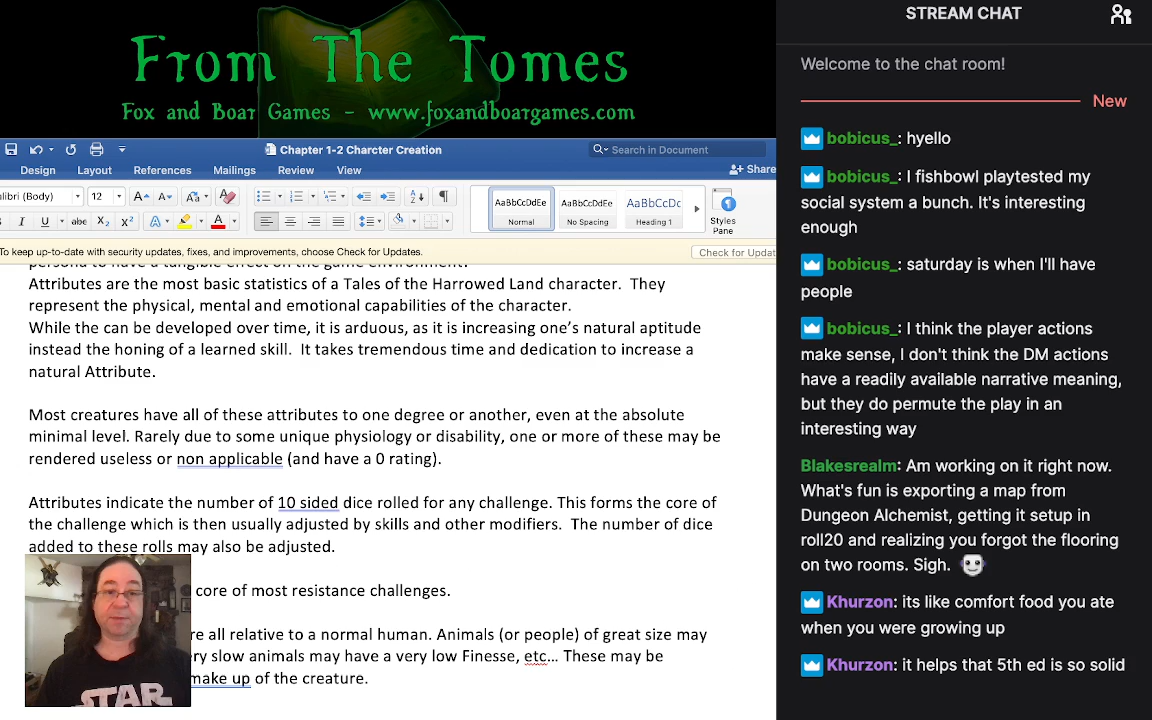 From The Tomes
Fox and Boar Games - www.foxandboargames.com
Chapter 1-2 Charcter Creation
Search in Document
Design Layout References Mailings Review View Share
alibri (Body) 12
AaBbCcDdEe AaBbCcDdEe AaBbCcDc
Normal No Spacing Heading 1
Styles
Pane
To keep up-to-date with security updates, fixes, and improvements, choose Check for Updates.
Check for Updat
persona to have a tangible effect on the game environment.
Attributes are the most basic statistics of a Tales of the Harrowed Land character. They
represent the physical, mental and emotional capabilities of the character.
While the can be developed over time, it is arduous, as it is increasing one's natural aptitude
instead the honing of a learned skill. It takes tremendous time and dedication to increase a
natural Attribute.
Most creatures have all of these attributes to one degree or another, even at the absolute
minimal level. Rarely due to some unique physiology or disability, one or more of these may be
rendered useless or non applicable (and have a 0 rating).
Attributes indicate the number of 10 sided dice rolled for any challenge. This forms the core of
the challenge which is then usually adjusted by skills and other modifiers. The number of dice
added to these rolls may also be adjusted.
core of most resistance challenges.
re all relative to a normal human. Animals (or people) of great size may
ry slow animals may have a very low Finesse, etc… These may be
make up of the creature.
STAR
STREAM CHAT
Welcome to the chat room!
New
bobicus_: hyello
bobicus_: I fishbowl playtested my
social system a bunch. It's interesting
enough
bobicus_: saturday is when I'll have
people
bobicus_: I think the player actions
make sense, I don't think the DM actions
have a readily available narrative meaning,
but they do permute the play in an
interesting way
Blakesrealm: Am working on it right now.
What's fun is exporting a map from
Dungeon Alchemist, getting it setup in
roll20 and realizing you forgot the flooring
on two rooms. Sigh.
Khurzon: its like comfort food you ate
when you were growing up
Khurzon: it helps that 5th ed is so solid